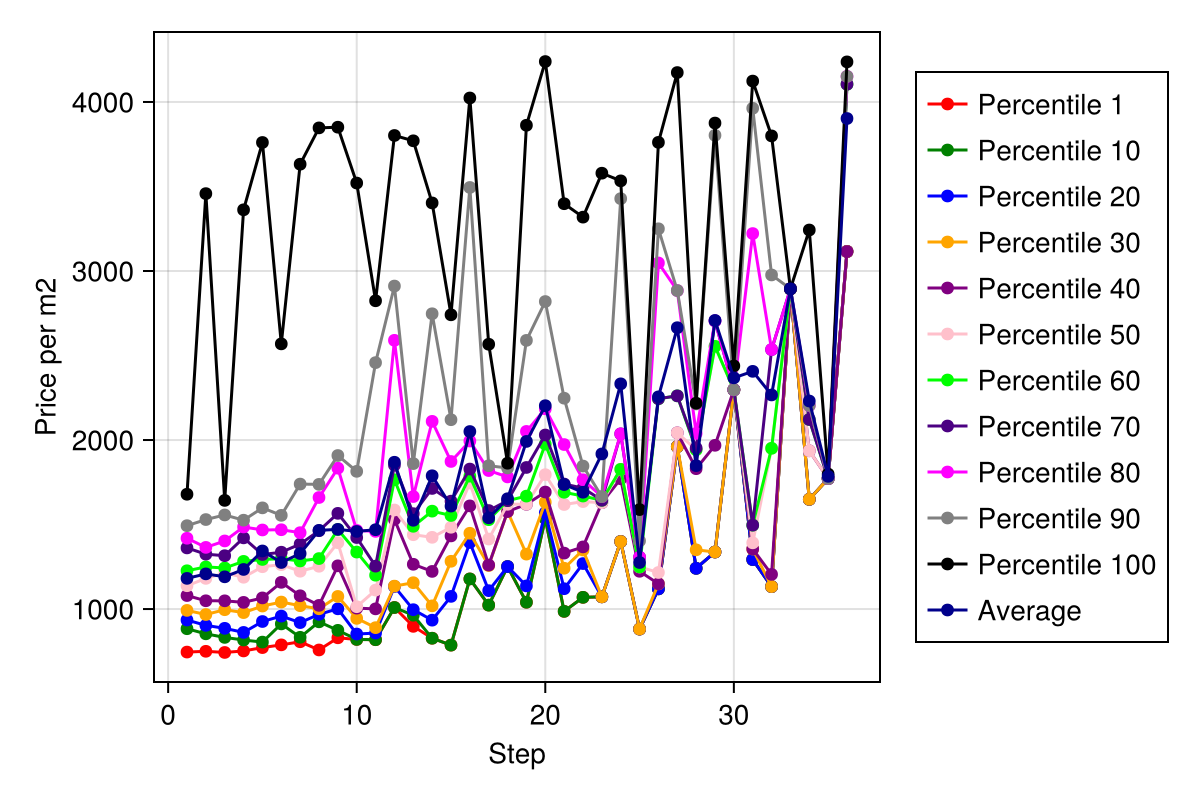 4000
3000
2000
1000
Price per m2
0 10 20 30
Step
Percentile 1
Percentile 10
Percentile 20
Percentile 30
Percentile 40
Percentile 50
Percentile 60
Percentile 70
Percentile 80
Percentile 90
Percentile 100
Average